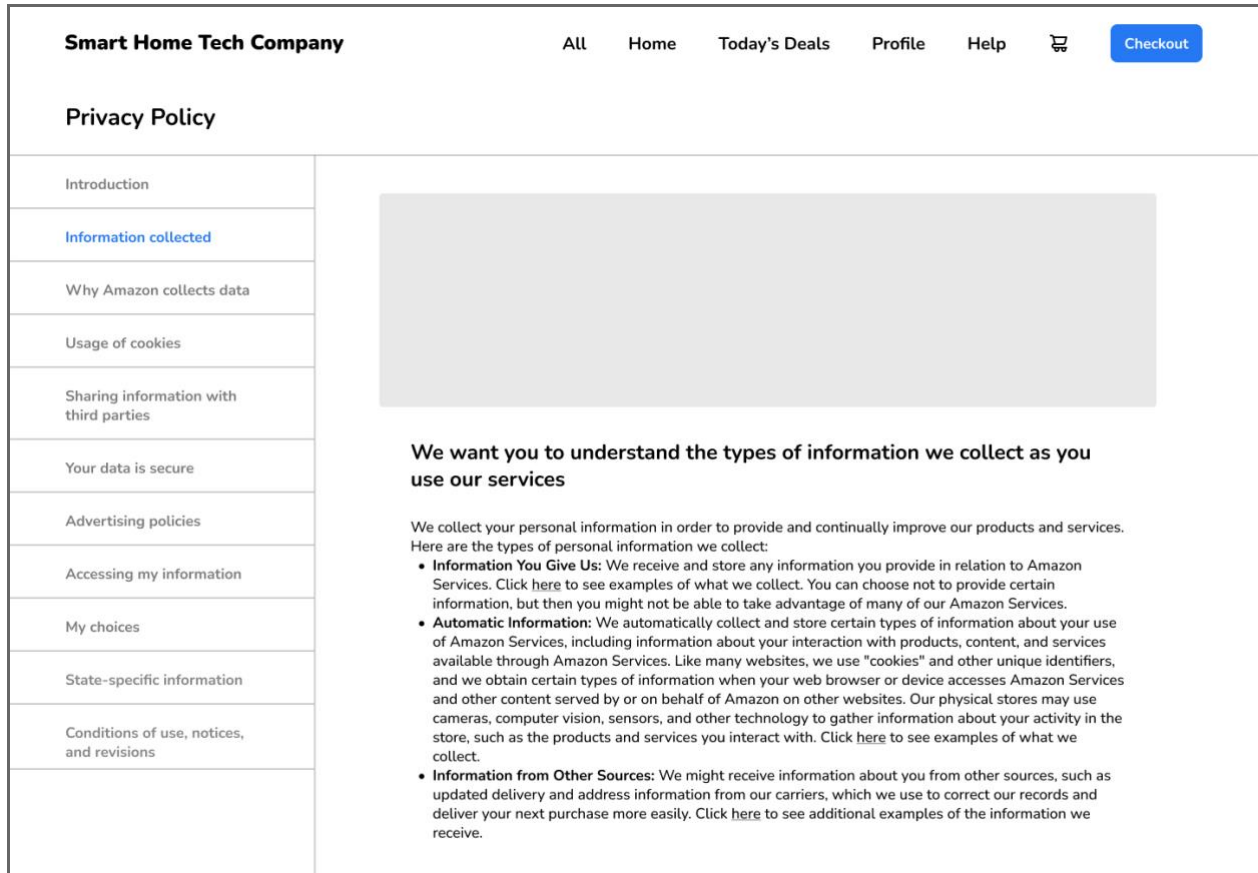 Smart Home Tech Company
All Home Today's Deals Profile Help Checkout
Privacy Policy
Introduction
Information collected
Why Amazon collects data
Usage of cookies
Sharing information with
third parties
Your data is secure
Advertising policies
Accessing my information
My choices
State-specific information
Conditions of use, notices,
and revisions
We want you to understand the types of information we collect as you
use our services
We collect your personal information in order to provide and continually improve our products and services.
Here are the types of personal information we collect:
• Information You Give Us: We receive and store any information you provide in relation to Amazon
Services. Click here to see examples of what we collect. You can choose not to provide certain
information, but then you might not be able to take advantage of many of our Amazon Services.
• Automatic Information: We automatically collect and store certain types of information about your use
of Amazon Services, including information about your interaction with products, content, and services
available through Amazon Services. Like many websites, we use "cookies" and other unique identifiers,
and we obtain certain types of information when your web browser or device accesses Amazon Services
and other content served by or on behalf of Amazon on other websites. Our physical stores may use
cameras, computer vision, sensors, and other technology to gather information about your activity in the
store, such as the products and services you interact with. Click here to see examples of what we
collect.
• Information from Other Sources: We might receive information about you from other sources, such as
updated delivery and address information from our carriers, which we use to correct our records and
deliver your next purchase more easily. Click here to see additional examples of the information we
receive.